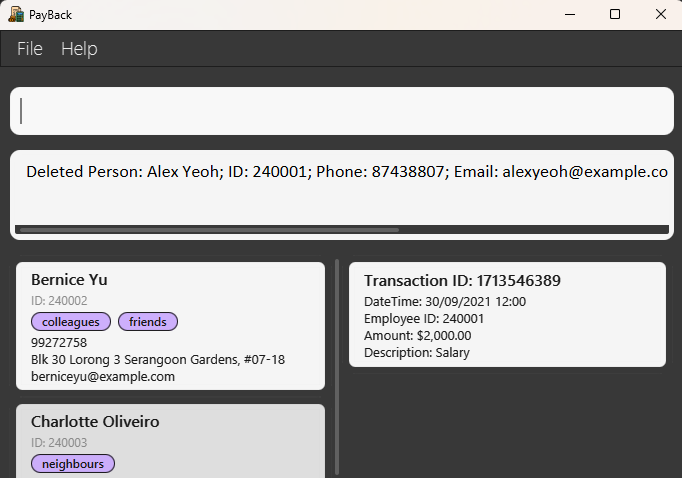 PayBack
File Help
Deleted Person: Alex Yeoh; ID: 240001; Phone: 87438807; Email: alexyeoh@example.co
Bernice Yu
ID: 240002
colleagues friends
99272758
Blk 30 Lorong 3 Serangoon Gardens, #07-18
berniceyu@example.com
Charlotte Oliveiro
ID: 240003
neighbours
Transaction ID: 1713546389
DateTime: 30/09/2021 12:00
Employee ID: 240001
Amount: $2,000.00
Description: Salary